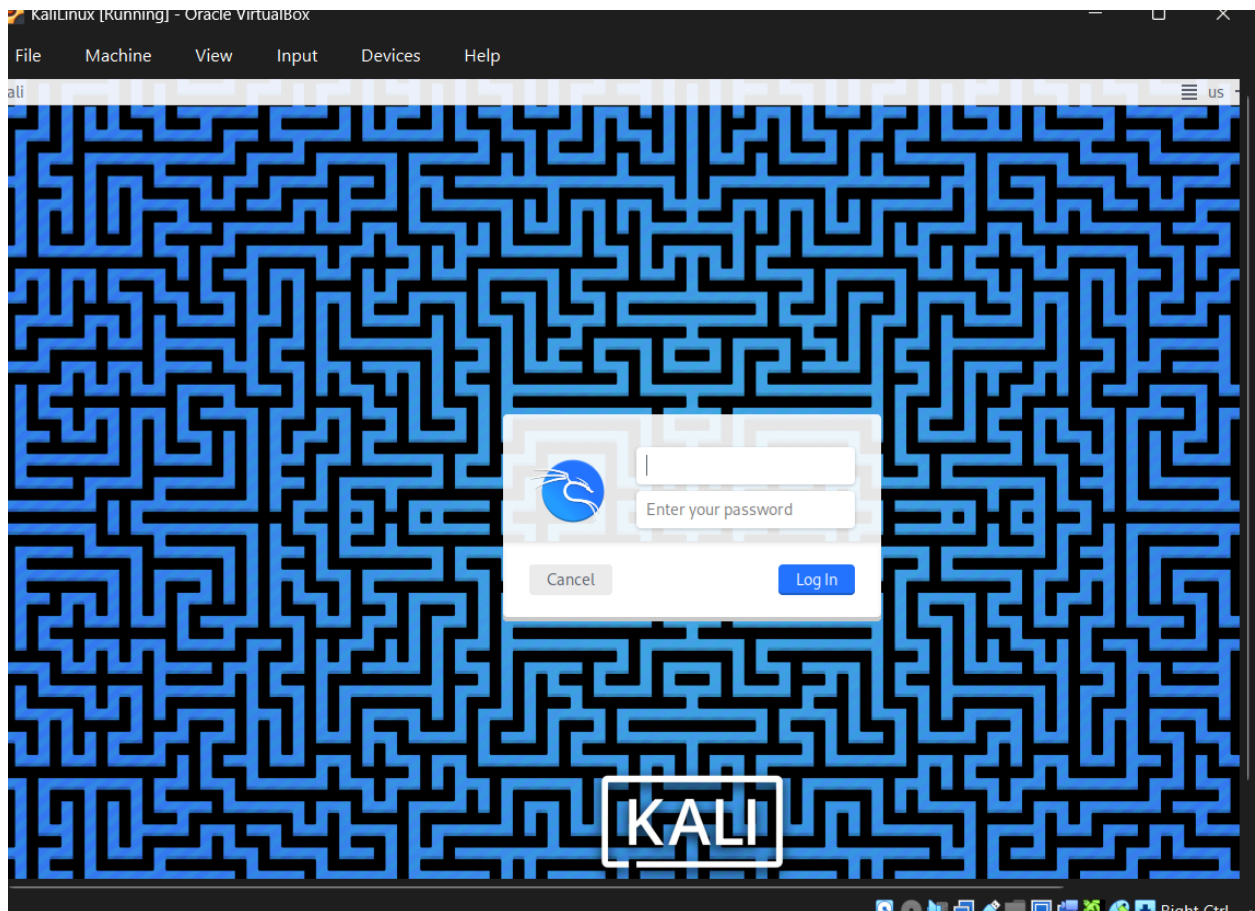 KaliLinux [Running] - Oracle VirtualBox
File Machine View Input Devices Help
ali us
Enter your password
Cancel Log In
KALI
Right Ctrl